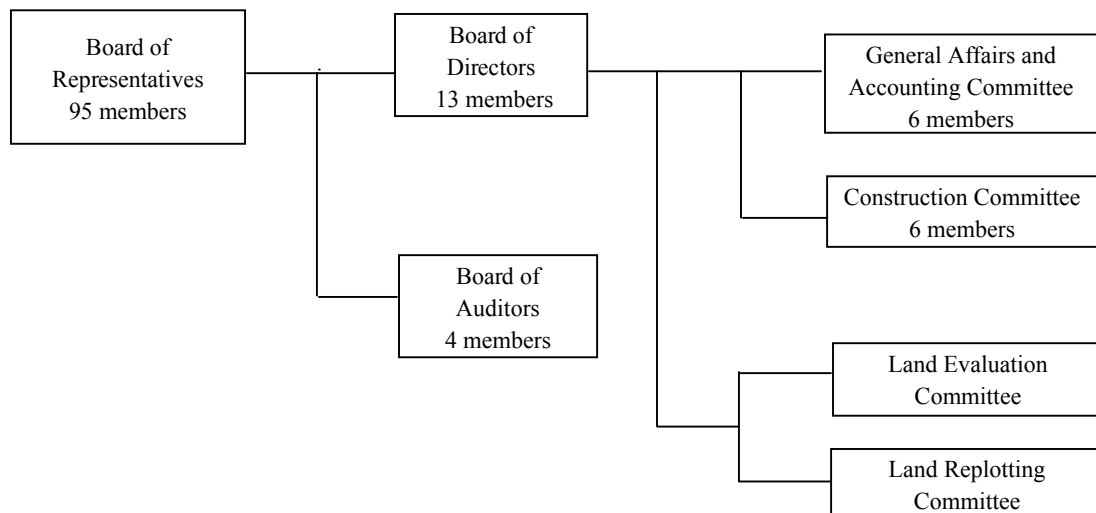 Board of
Representatives
95 members
Board of
Directors
13 members
General Affairs and
Accounting Committee
6 members
Construction Committee
6 members
Board of
Auditors
4 members
Land Evaluation
Committee
Land Replotting
Committee